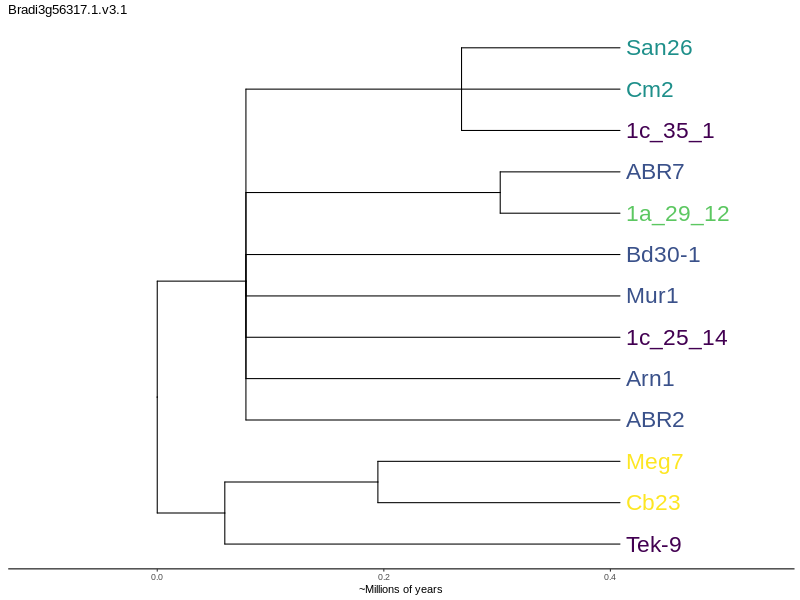 Bradi3g56317.1.v3.1
San26
Cm2
1c_35_1
ABR7
1a_29_12
Bd30-1
Mur1
1c_25_14
Arn1
ABR2
Meg7
Cb23
Tek-9
0.0 0.2 0.4
~Millions of years